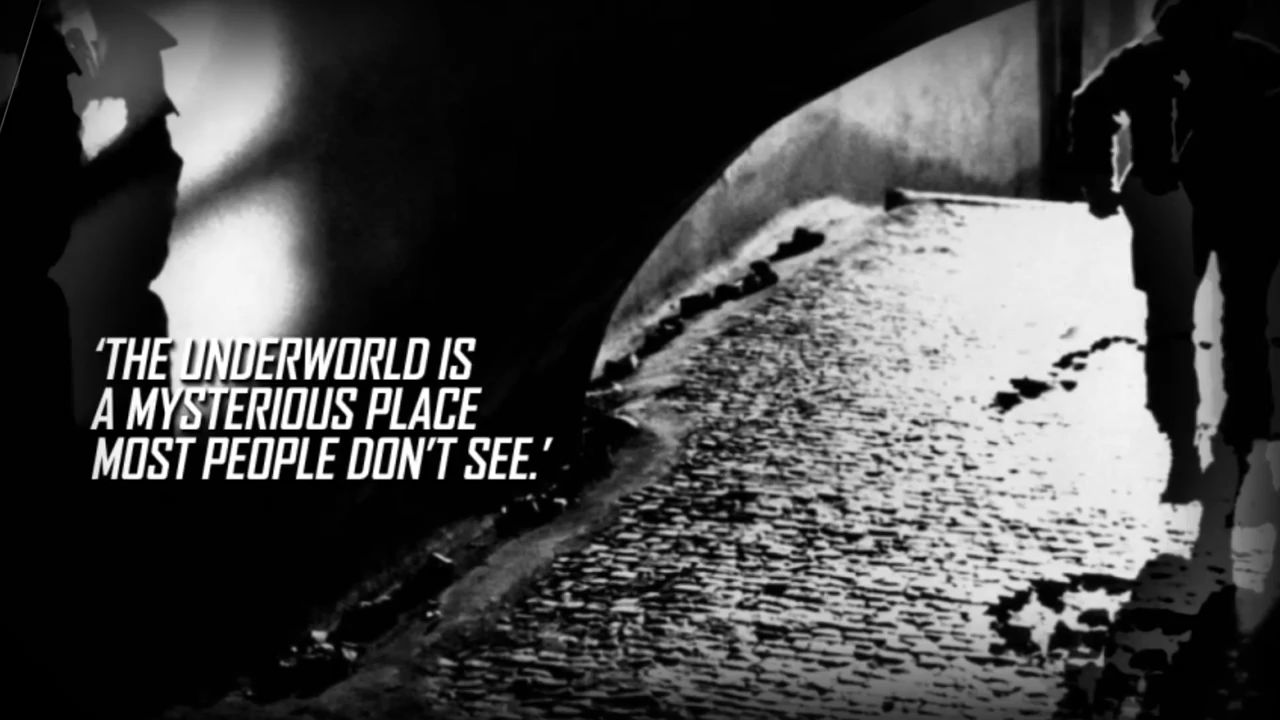 ‘THE UNDERWORLD IS
A MYSTERIOUS PLACE
MOST PEOPLE DON’T SEE.’